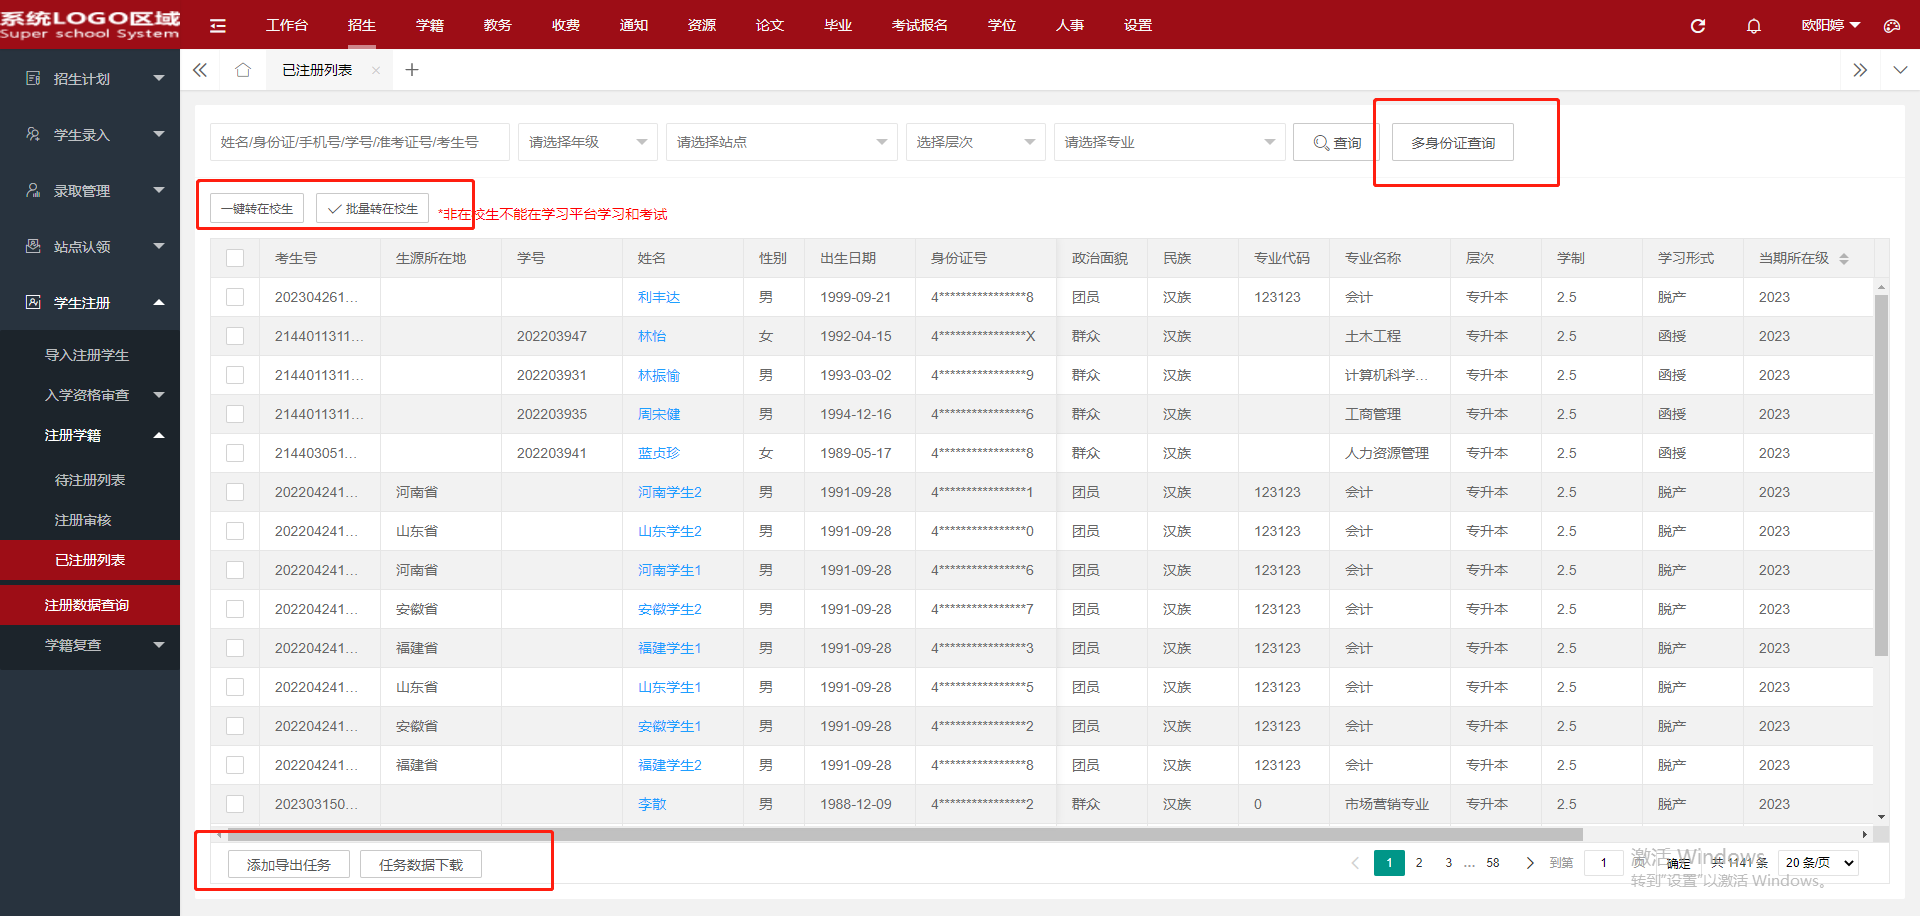 系统LOGO区域
Super school System
工作台 招生 学籍 教务 收费 通知 资源 论文 毕业 考试报名 学位 人事 设置 欧阳婷
招生计划
学生录入
录取管理
站点认领
学生注册
导入注册学生
入学资格审查
注册学籍
待注册列表
注册审核
已注册列表
注册数据查询
学籍复查
已注册列表
姓名/身份证/手机号/学号/准考证号/考生号 请选择年级 请选择站点 选择层次 请选择专业 查询 多身份证查询
一键转在校生 批量转在校生 *非在校生不能在学习平台学习和考试
考生号 生源所在地 学号 姓名 性别 出生日期 身份证号 政治面貌 民族 专业代码 专业名称 层次 学制 学习形式 当期所在级
202304261... 利丰达 男 1999-09-21 4****************8 团员 汉族 123123 会计 专升本 2.5 脱产 2023
2144011311... 202203947 林怡 女 1992-04-15 4****************X 群众 汉族 土木工程 专升本 2.5 函授 2023
2144011311... 202203931 林振愉 男 1993-03-02 4****************9 群众 汉族 计算机科学... 专升本 2.5 函授 2023
2144011311... 202203935 周宋健 男 1994-12-16 4****************6 群众 汉族 工商管理 专升本 2.5 函授 2023
214403051... 202203941 蓝贞珍 女 1989-05-17 4****************8 群众 汉族 人力资源管理 专升本 2.5 函授 2023
202204241... 河南省 河南学生2 男 1991-09-28 4****************1 团员 汉族 123123 会计 专升本 2.5 脱产 2023
202204241... 山东省 山东学生2 男 1991-09-28 4****************0 团员 汉族 123123 会计 专升本 2.5 脱产 2023
202204241... 河南省 河南学生1 男 1991-09-28 4****************6 团员 汉族 123123 会计 专升本 2.5 脱产 2023
202204241... 安徽省 安徽学生2 男 1991-09-28 4****************7 团员 汉族 123123 会计 专升本 2.5 脱产 2023
202204241... 福建省 福建学生1 男 1991-09-28 4****************3 团员 汉族 123123 会计 专升本 2.5 脱产 2023
202204241... 山东省 山东学生1 男 1991-09-28 4****************5 团员 汉族 123123 会计 专升本 2.5 脱产 2023
202204241... 安徽省 安徽学生1 男 1991-09-28 4****************2 团员 汉族 123123 会计 专升本 2.5 脱产 2023
202204241... 福建省 福建学生2 男 1991-09-28 4****************8 团员 汉族 123123 会计 专升本 2.5 脱产 2023
202303150... 李散 男 1988-12-09 4****************2 群众 汉族 0 市场营销专业 专升本 2.5 脱产 2023
添加导出任务 任务数据下载 1 2 3 ... 58 到第 1 页 确定 共 1141 条 20 条/页
激活 Windows
转到"设置"以激活 Windows。